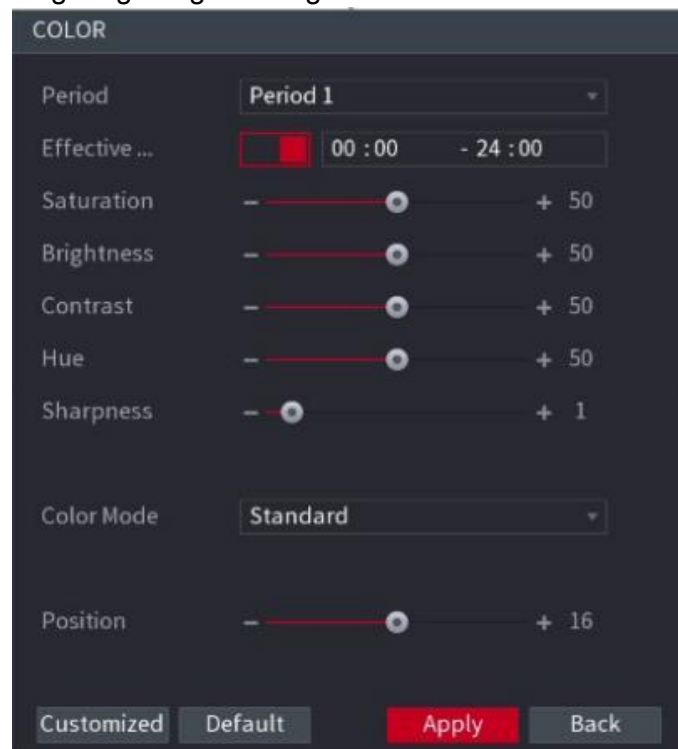 COLOR
Period Period 1
Effective ... 00 : 00 - 24 : 00
Saturation - + 50
Brightness - + 50
Contrast - + 50
Hue - + 50
Sharpness - + 1
Color Mode Standard
Position - + 16
Customized Default Apply Back